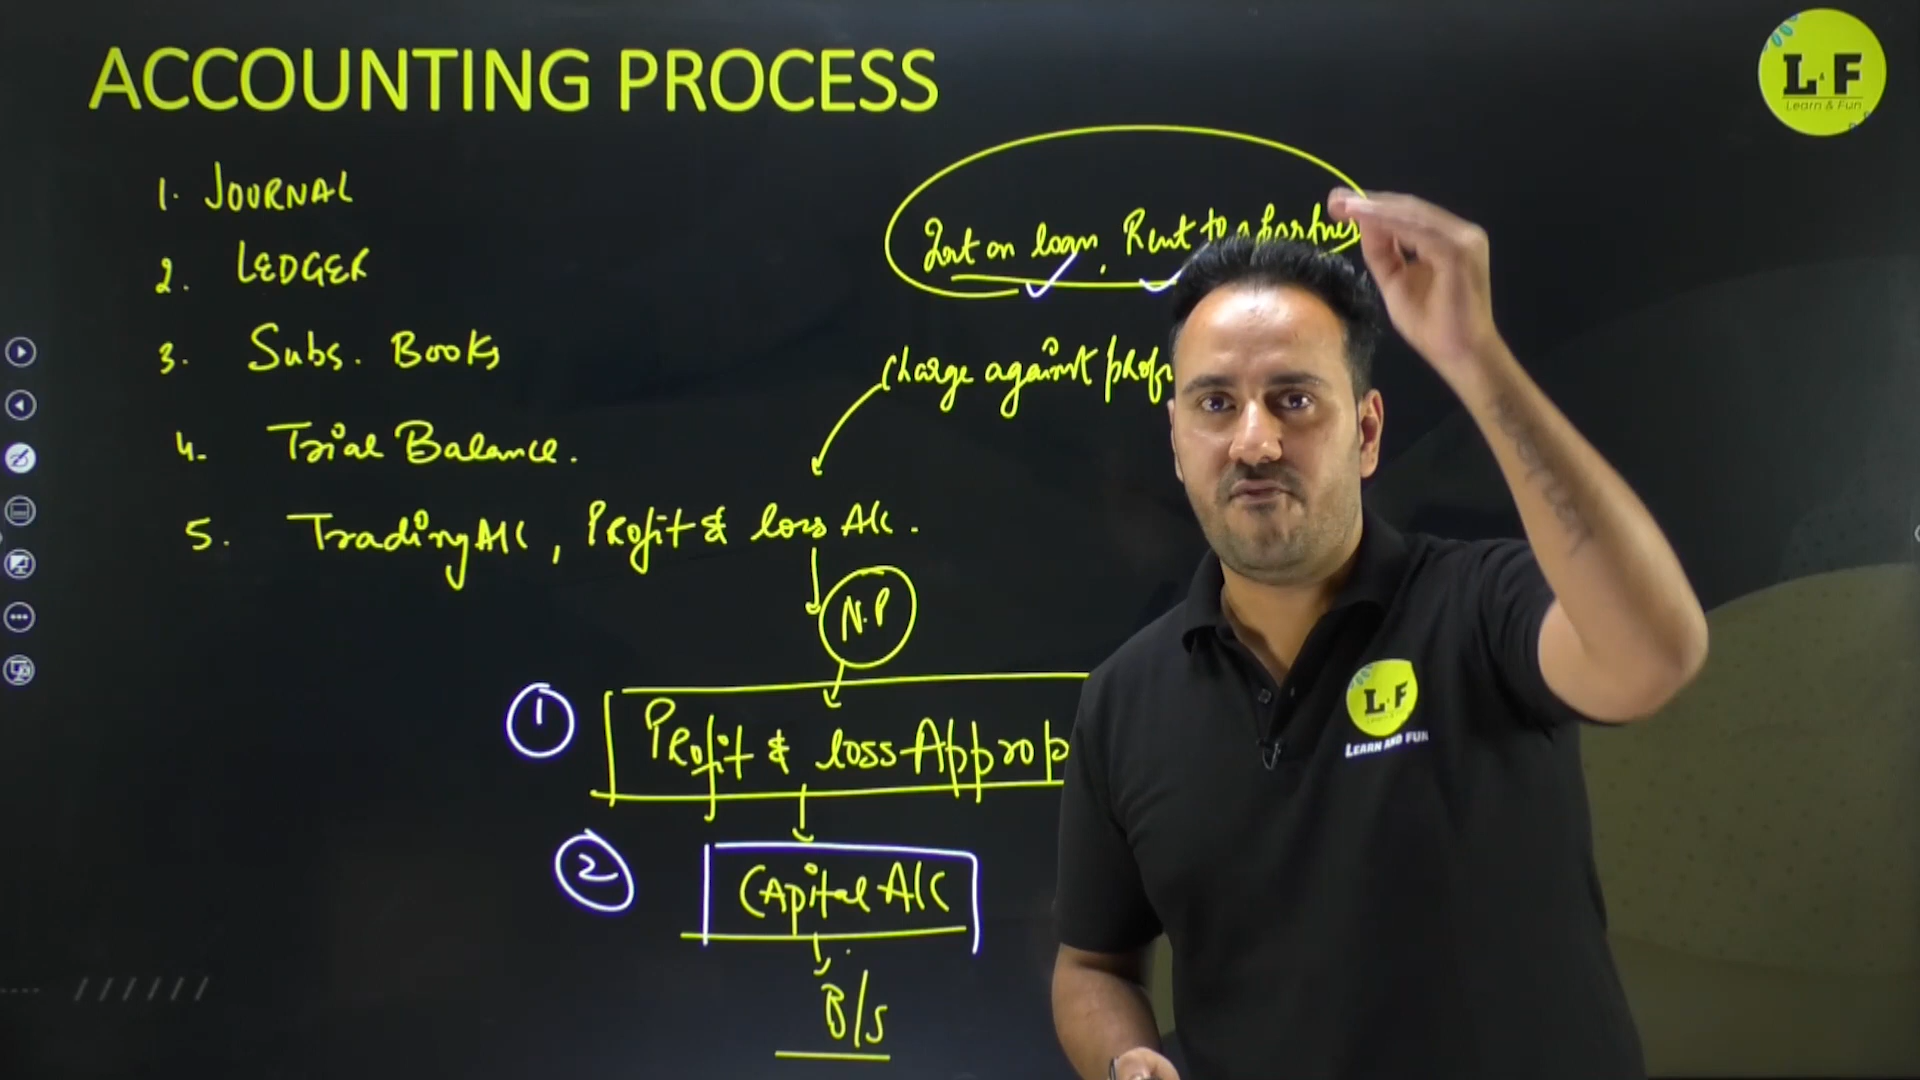 ACCOUNTING PROCESS
L&F
Learn & Fun
1. JOURNAL
2. LEDGER
3. Subs. Books
4. Trial Balance.
5. Trading A/C, Profit & loss A/C.
Int on loan, Rent to a partner
charge against prof
N.P
1
Profit & loss Approp
2
Capital A/C
B/S
L&F
LEARN AND FUN